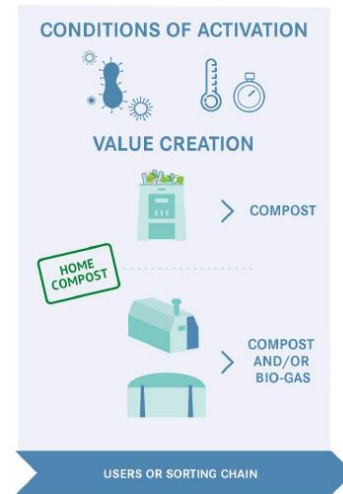 CONDITIONS OF ACTIVATION
VALUE CREATION
COMPOST
HOME
COMPOST
COMPOST
AND/OR
BIO-GAS
USERS OR SORTING CHAIN